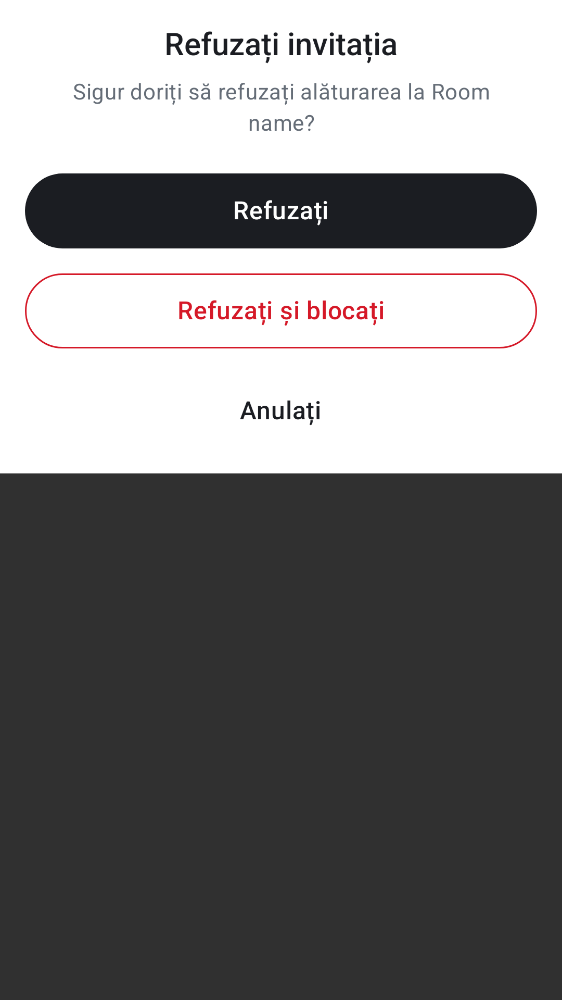 Refuzați invitația
Sigur doriți să refuzați alăturarea la Room
name?
Refuzați
Refuzați și blocați
Anulați